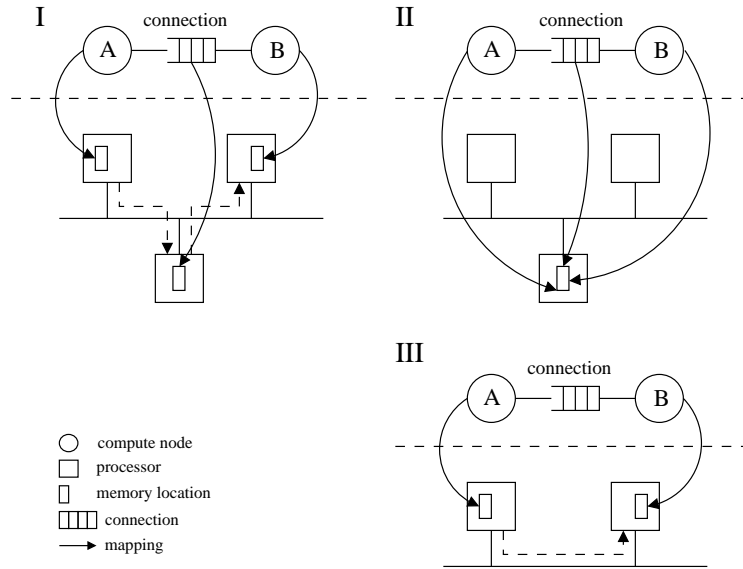 I
connection
A
B
II
connection
A
B
III
connection
A
B
compute node
processor
memory location
connection
mapping